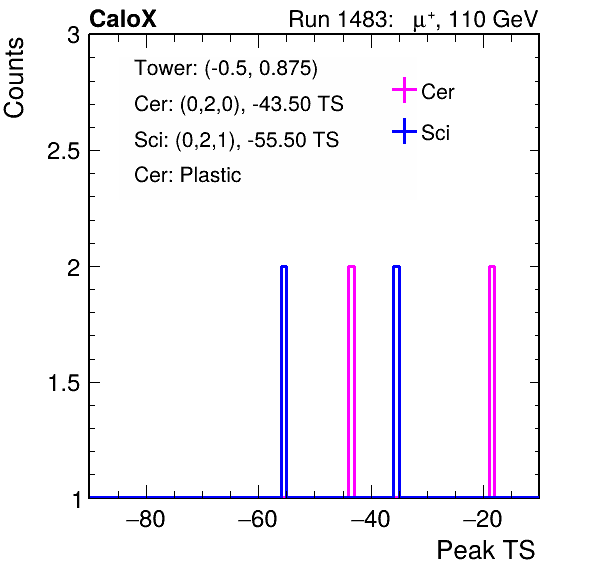 CaloX Run 1483: μ⁺, 110 GeV
Counts
3
2.5
2
1.5
1
Tower: (-0.5, 0.875)
Cer: (0,2,0), -43.50 TS
Sci: (0,2,1), -55.50 TS
Cer: Plastic
Cer
Sci
−80 −60 −40 −20
Peak TS